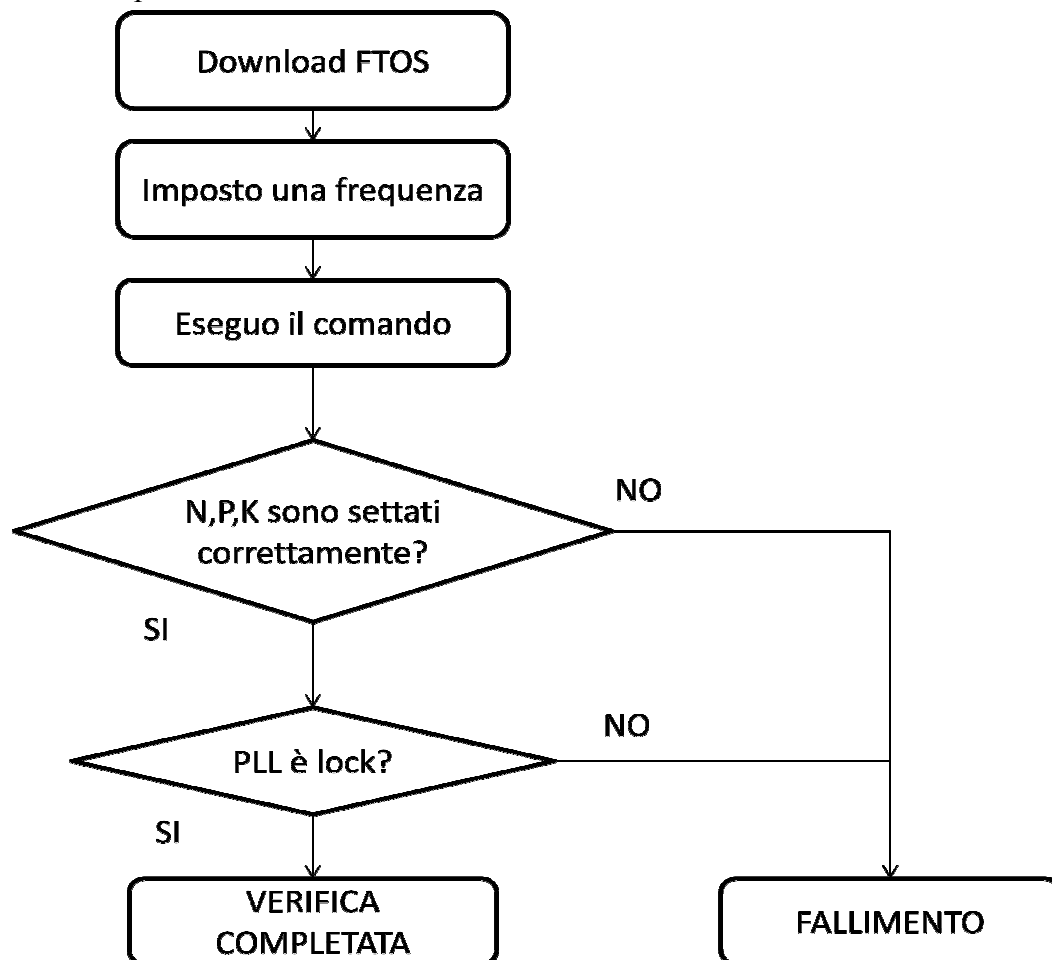 Download FTOS
Imposto una frequenza
Eseguo il comando
N,P,K sono settati
correttamente?
NO
SI
PLL è lock?
NO
SI
VERIFICA
COMPLETATA
FALLIMENTO